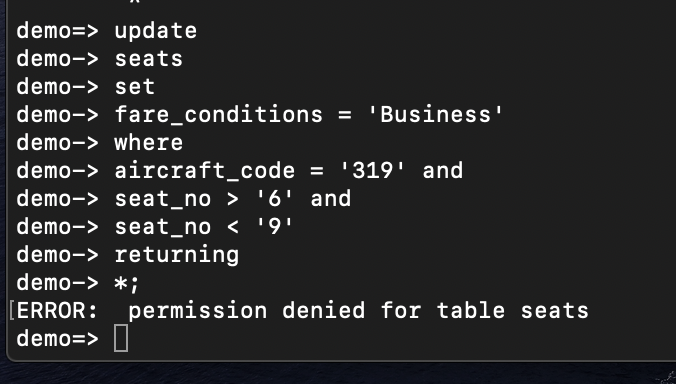 demo=> update
demo-> seats
demo-> set
demo-> fare_conditions = 'Business'
demo-> where
demo-> aircraft_code = '319' and
demo-> seat_no > '6' and
demo-> seat_no < '9'
demo-> returning
demo-> *;
[ERROR:  permission denied for table seats
demo=>